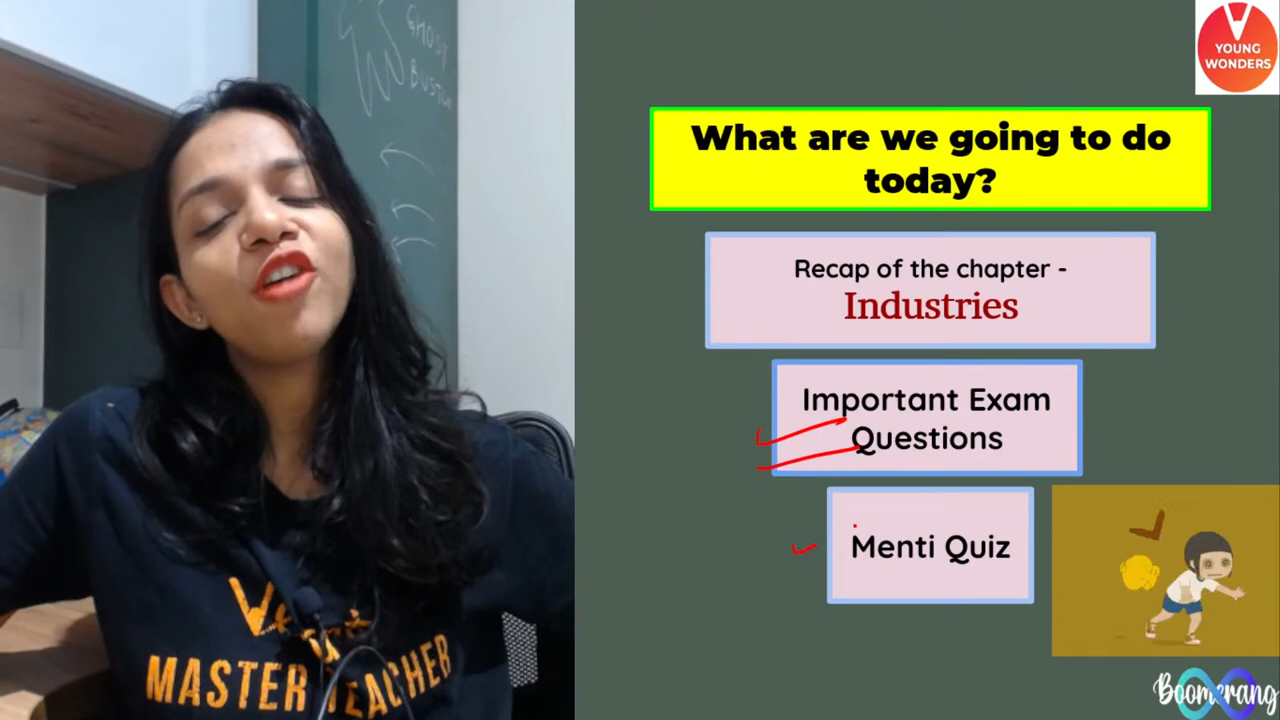 GHOST
YOUNG
WONDERS
What are we going to do
today?
Recap of the chapter -
Industries
Important Exam
Questions
Menti Quiz
MASTER TEACHER
Boomerang